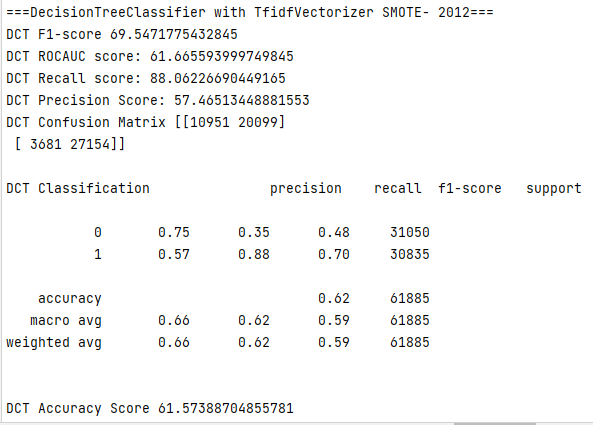 ===DecisionTreeClassifier with TfidfVectorizer SMOTE- 2012===
DCT F1-score 69.5471775432845
DCT ROCAUC score: 61.665593999749845
DCT Recall score: 88.06226690449165
DCT Precision Score: 57.46513448881553
DCT Confusion Matrix [[10951 20099]
 [ 3681 27154]]
DCT Classification               precision    recall  f1-score   support
           0       0.75      0.35      0.48     31050
           1       0.57      0.88      0.70     30835
    accuracy                           0.62     61885
   macro avg       0.66      0.62      0.59     61885
weighted avg       0.66      0.62      0.59     61885
DCT Accuracy Score 61.57388704855781